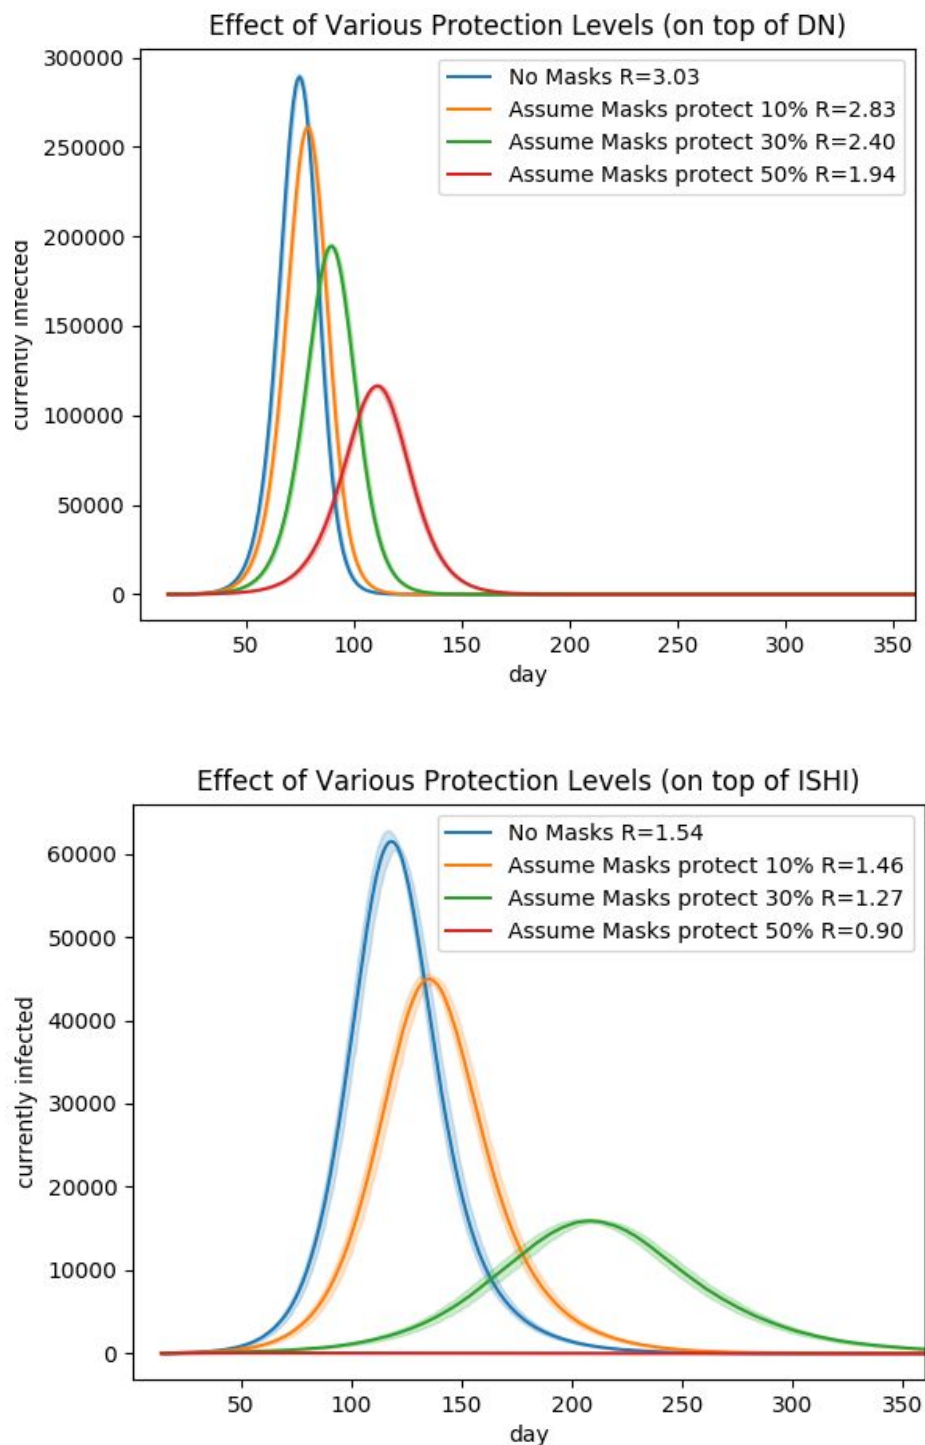 Effect of Various Protection Levels (on top of DN)
300000
250000
200000
150000
100000
50000
0
currently infected
No Masks R=3.03
Assume Masks protect 10% R=2.83
Assume Masks protect 30% R=2.40
Assume Masks protect 50% R=1.94
50 100 150 200 250 300 350
day
Effect of Various Protection Levels (on top of ISHI)
60000
50000
40000
30000
20000
10000
0
currently infected
No Masks R=1.54
Assume Masks protect 10% R=1.46
Assume Masks protect 30% R=1.27
Assume Masks protect 50% R=0.90
50 100 150 200 250 300 350
day